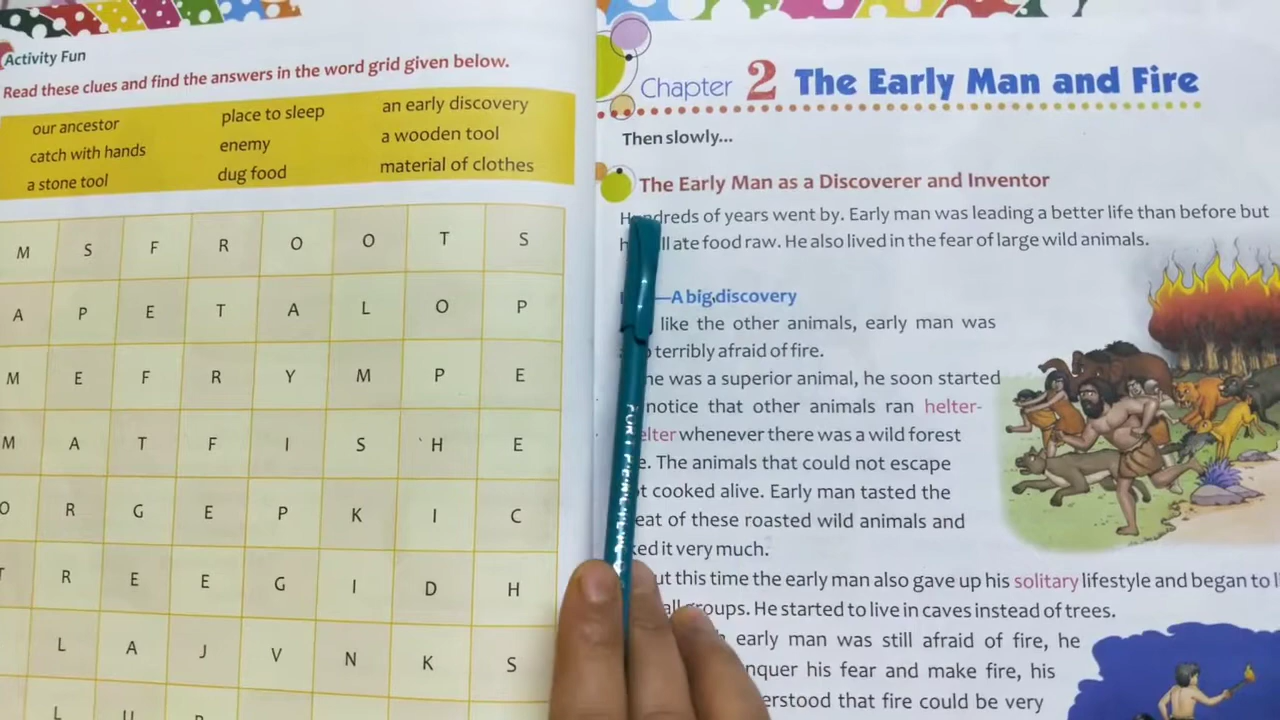 Activity Fun
Read these clues and find the answers in the word grid given below.
our ancestor place to sleep an early discovery
catch with hands enemy a wooden tool
a stone tool dug food material of clothes
M S F R O O T S
A P E T A L O P
M E F R Y M P E
M A T F I S H E
O R G E P K I C
T R E E G I D H
L A J V N K S
L U
Chapter 2 The Early Man and Fire
Then slowly...
The Early Man as a Discoverer and Inventor
Hundreds of years went by. Early man was leading a better life than before but
ate food raw. He also lived in the fear of large wild animals.
—A big discovery
like the other animals, early man was
terribly afraid of fire.
he was a superior animal, he soon started
notice that other animals ran helter-
whenever there was a wild forest
The animals that could not escape
cooked alive. Early man tasted the
of these roasted wild animals and
it very much.
this time the early man also gave up his solitary lifestyle and began to
groups. He started to live in caves instead of trees.
early man was still afraid of fire, he
his fear and make fire, his
that fire could be very